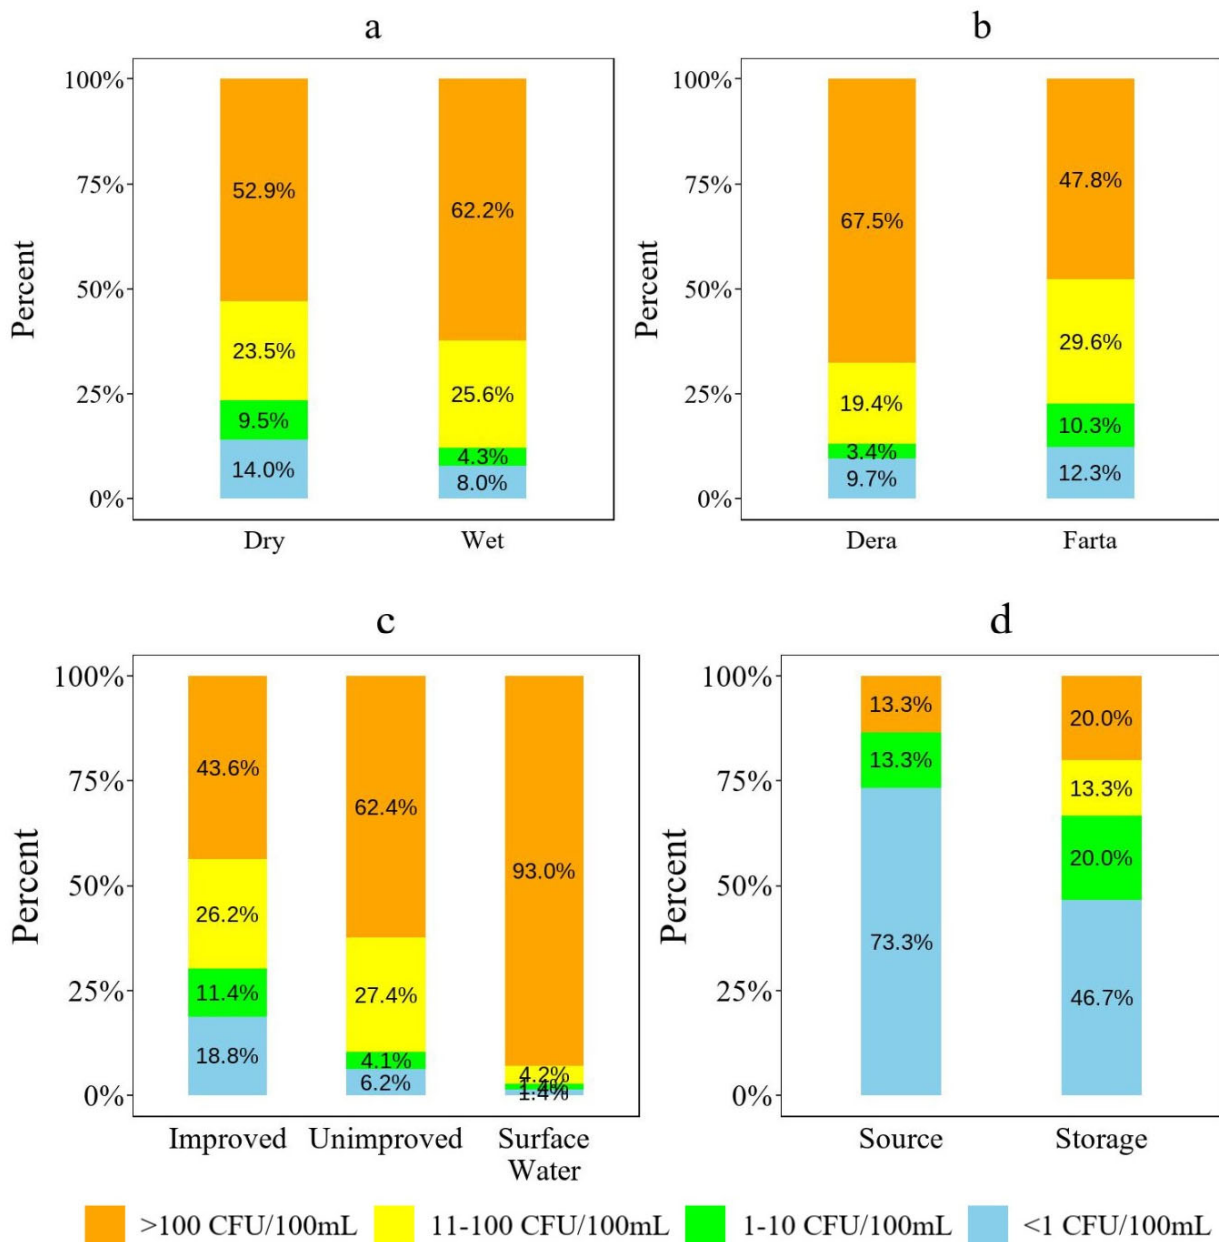 a
Percent
100%
75%
50%
25%
0%
52.9%
23.5%
9.5%
14.0%
62.2%
25.6%
4.3%
8.0%
Dry
Wet
b
Percent
100%
75%
50%
25%
0%
67.5%
19.4%
3.4%
9.7%
47.8%
29.6%
10.3%
12.3%
Dera
Farta
c
Percent
100%
75%
50%
25%
0%
43.6%
26.2%
11.4%
18.8%
62.4%
27.4%
4.1%
6.2%
93.0%
4.2%
1.4%
1.4%
Improved
Unimproved
Surface
Water
d
Percent
100%
75%
50%
25%
0%
13.3%
13.3%
73.3%
20.0%
13.3%
20.0%
46.7%
Source
Storage
>100 CFU/100mL
11-100 CFU/100mL
1-10 CFU/100mL
<1 CFU/100mL